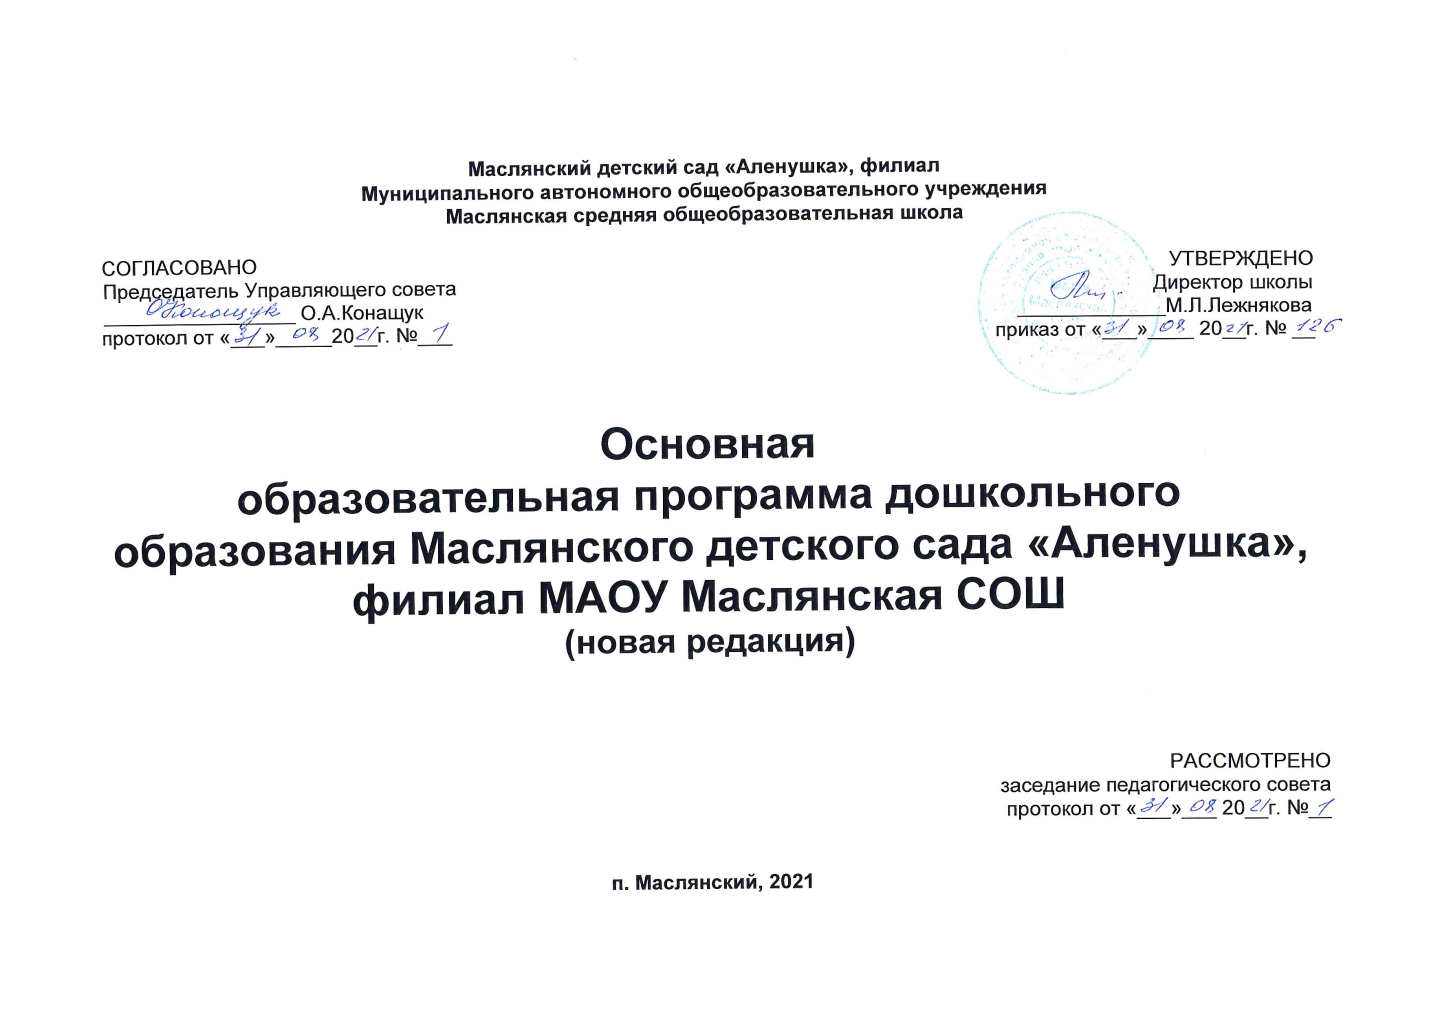 Маслянский детский сад «Аленушка», филиал
Муниципального автономного общеобразовательного учреждения
Маслянская средняя общеобразовательная школа
СОГЛАСОВАНО
Председатель Управляющего совета
О.А.Конащук
протокол от «31» 08 2021г. № 1
УТВЕРЖДЕНО
Директор школы
М.Л.Лежнякова
приказ от «31» 08 2021г. № 126
Основная
образовательная программа дошкольного
образования Маслянского детского сада «Аленушка»,
филиал МАОУ Маслянская СОШ
(новая редакция)
РАССМОТРЕНО
заседание педагогического совета
протокол от «31» 08 2021г. № 1
п. Маслянский, 2021